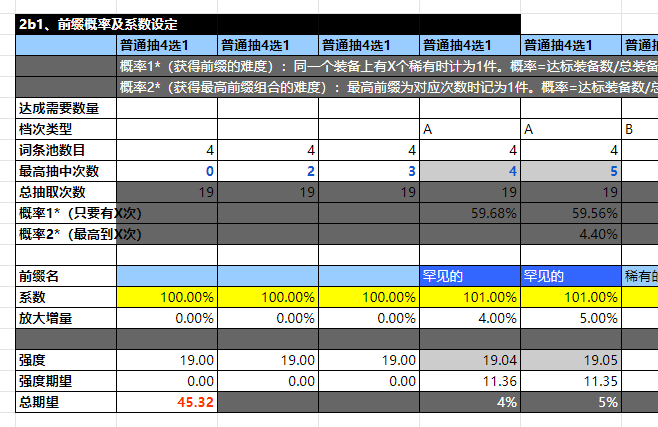 2b1、前缀概率及系数设定
普通抽4选1 普通抽4选1 普通抽4选1 普通抽4选1 普通抽4选1 普通抽
概率1*（获得前缀的难度）：同一个装备上有X个稀有时计为1件。概率=达标装备数/总装备
概率2*（获得最高前缀组合的难度）：最高前缀为对应次数时记为1件。概率=达标装备数/总
达成需要数量
档次类型 A A B
词条池数目 4 4 4 4 4
最高抽中次数 0 2 3 4 5
总抽取次数 19 19 19 19 19
概率1*（只要有X次） 59.68% 59.56%
概率2*（最高到X次） 4.40%
前缀名 罕见的 罕见的 稀有的
系数 100.00% 100.00% 100.00% 101.00% 101.00%
放大增量 0.00% 0.00% 0.00% 4.00% 5.00%
强度 19.00 19.00 19.00 19.04 19.05
强度期望 0.00 0.00 0.00 11.36 11.35
总期望 45.32 4% 5%